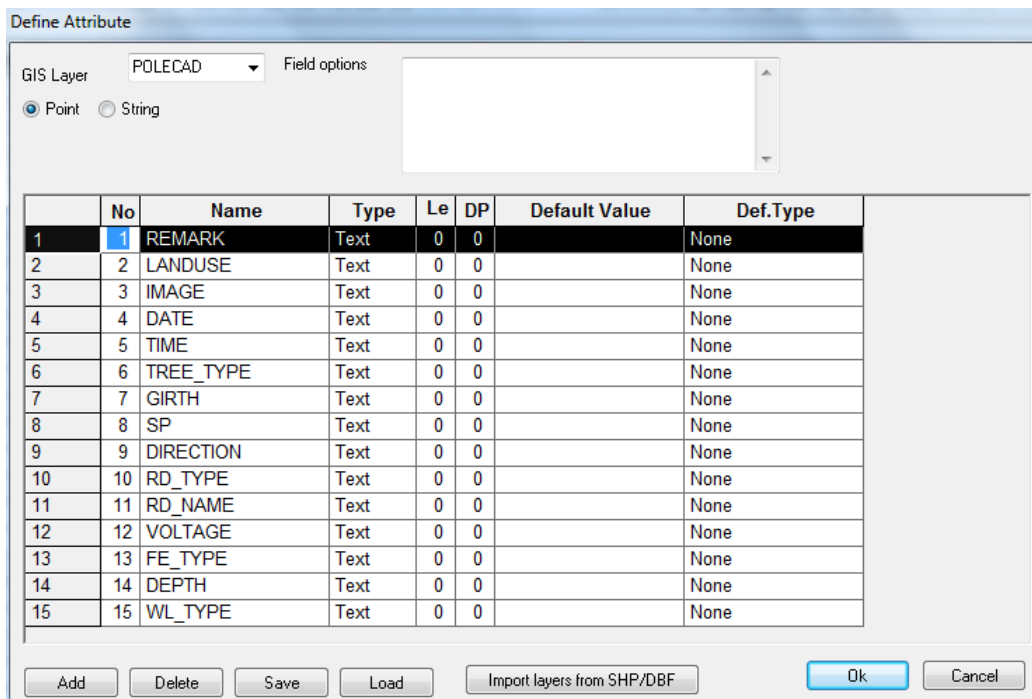 Define Attribute
GIS Layer POLECAD Field options
Point String
No Name Type Le DP Default Value Def.Type
1 1 REMARK Text 0 0 None
2 2 LANDUSE Text 0 0 None
3 3 IMAGE Text 0 0 None
4 4 DATE Text 0 0 None
5 5 TIME Text 0 0 None
6 6 TREE_TYPE Text 0 0 None
7 7 GIRTH Text 0 0 None
8 8 SP Text 0 0 None
9 9 DIRECTION Text 0 0 None
10 10 RD_TYPE Text 0 0 None
11 11 RD_NAME Text 0 0 None
12 12 VOLTAGE Text 0 0 None
13 13 FE_TYPE Text 0 0 None
14 14 DEPTH Text 0 0 None
15 15 WL_TYPE Text 0 0 None
Add Delete Save Load Import layers from SHP/DBF Ok Cancel